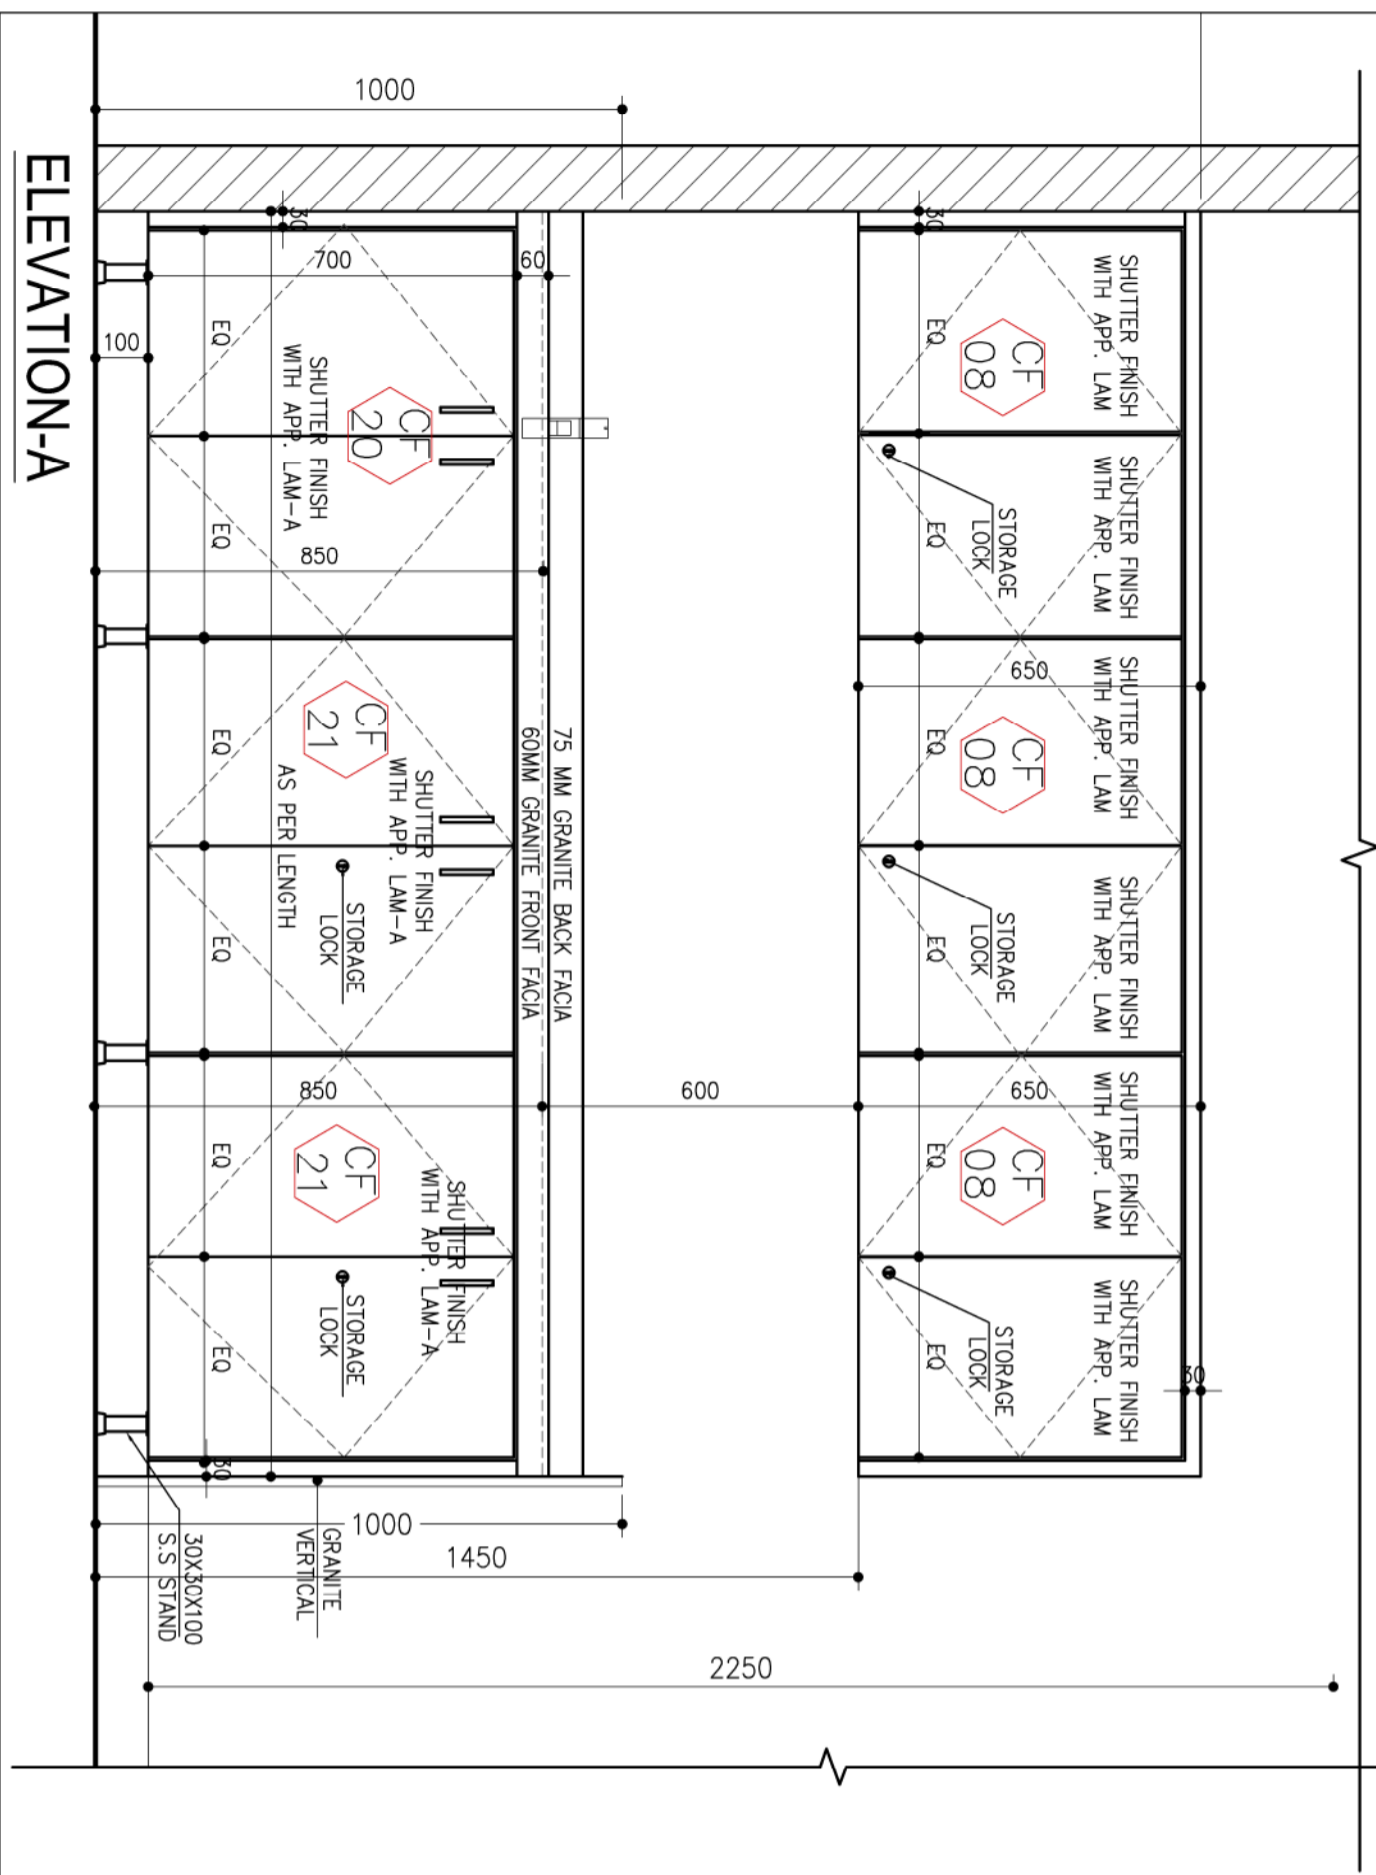 SHUTTER FINISH
WITH APP. LAM
SHUTTER FINISH
WITH APP. LAM
SHUTTER FINISH
WITH APP. LAM
SHUTTER FINISH
WITH APP. LAM
SHUTTER FINISH
WITH APP. LAM
SHUTTER FINISH
WITH APP. LAM
30
CF
08
CF
08
CF
08
650
650
30
STORAGE
LOCK
STORAGE
LOCK
STORAGE
LOCK
30
EQ
EQ
EQ
EQ
EQ
EQ
1000
600
2250
1450
1000
75 MM GRANITE BACK FACIA
60MM GRANITE FRONT FACIA
60
700
850
850
CF
20
SHUTTER FINISH
WITH APP. LAM-A
CF
21
SHUTTER FINISH
WITH APP. LAM-A
CF
21
SHUTTER FINISH
WITH APP. LAM-A
STORAGE
LOCK
STORAGE
LOCK
30
AS PER LENGTH
GRANITE
VERTICAL
EQ
EQ
EQ
EQ
EQ
EQ
30
30X30X100
S.S STAND
100
ELEVATION-A